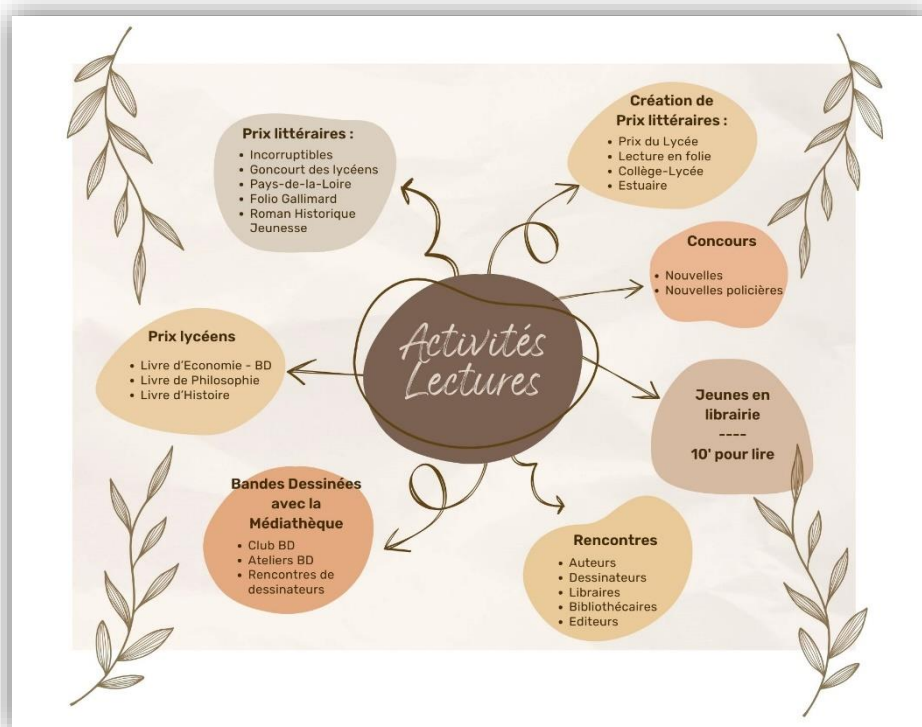 Prix littéraires :
• Incorruptibles
• Goncourt des lycéens
• Pays-de-la-Loire
• Folio Gallimard
• Roman Historique
Jeunesse
Création de
Prix littéraires :
• Prix du Lycée
• Lecture en folie
• Collège-Lycée
• Estuaire
Concours
• Nouvelles
• Nouvelles policières
Activités
Lectures
Prix lycéens
• Livre d'Economie - BD
• Livre de Philosophie
• Livre d'Histoire
Jeunes en
librairie
----
10' pour lire
Bandes Dessinées
avec la
Médiathèque
• Club BD
• Ateliers BD
• Rencontres de
dessinateurs
Rencontres
• Auteurs
• Dessinateurs
• Libraires
• Bibliothécaires
• Editeurs